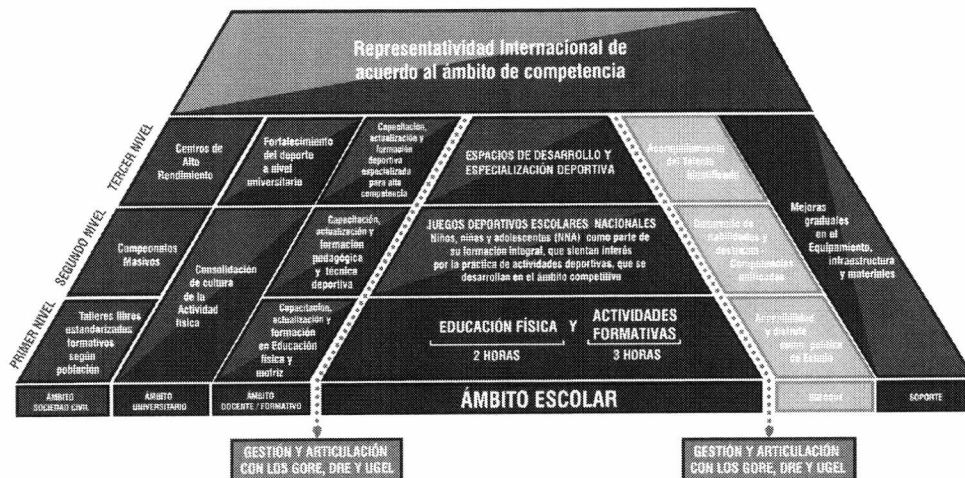 Representatividad Internacional de
acuerdo al ámbito de competencia
TERCER NIVEL
Centros de
Alto
Rendimiento
Fortalecimiento
del deporte
a nivel
universitario
Capacitación,
actualización y
formación
deportiva
especializada
para alta
competencia
ESPACIOS DE DESARROLLO Y
ESPECIALIZACIÓN DEPORTIVA
Acompañamiento
del Talento
Identificado
SEGUNDO NIVEL
Campeonatos
Masivos
Consolidación
de cultura
de la
Actividad
física
Capacitación,
actualización y
formación
pedagógica
y técnica
deportiva
JUEGOS DEPORTIVOS ESCOLARES NACIONALES
Niños, niñas y adolescentes (NNA) como parte de
su formación integral, que sientan interés
por la practica de actividades deportivas, que se
desarrollan en el ámbito competitivo
Desarrollo de
habilidades y
destrezas
Mejoras
graduales
en el
Equipamiento,
infraestructura
y materiales
PRIMER NIVEL
Talleres libres
estandarizados
formativos
según
población
Capacitación,
actualización y
formación
en Educación
física y
motriz
EDUCACIÓN FÍSICA Y ACTIVIDADES FORMATIVAS
2 HORAS 3 HORAS
Accesibilidad
y disfrute
como política
de Estado
ÁMBITO
SOCIEDAD CIVIL
ÁMBITO
UNIVERSITARIO
ÁMBITO
DOCENTE / FORMATIVO
ÁMBITO ESCOLAR
SOPORTE
GESTIÓN Y ARTICULACIÓN
CON LOS GORE, DRE Y UGEL
GESTIÓN Y ARTICULACIÓN
CON LOS GORE, DRE Y UGEL